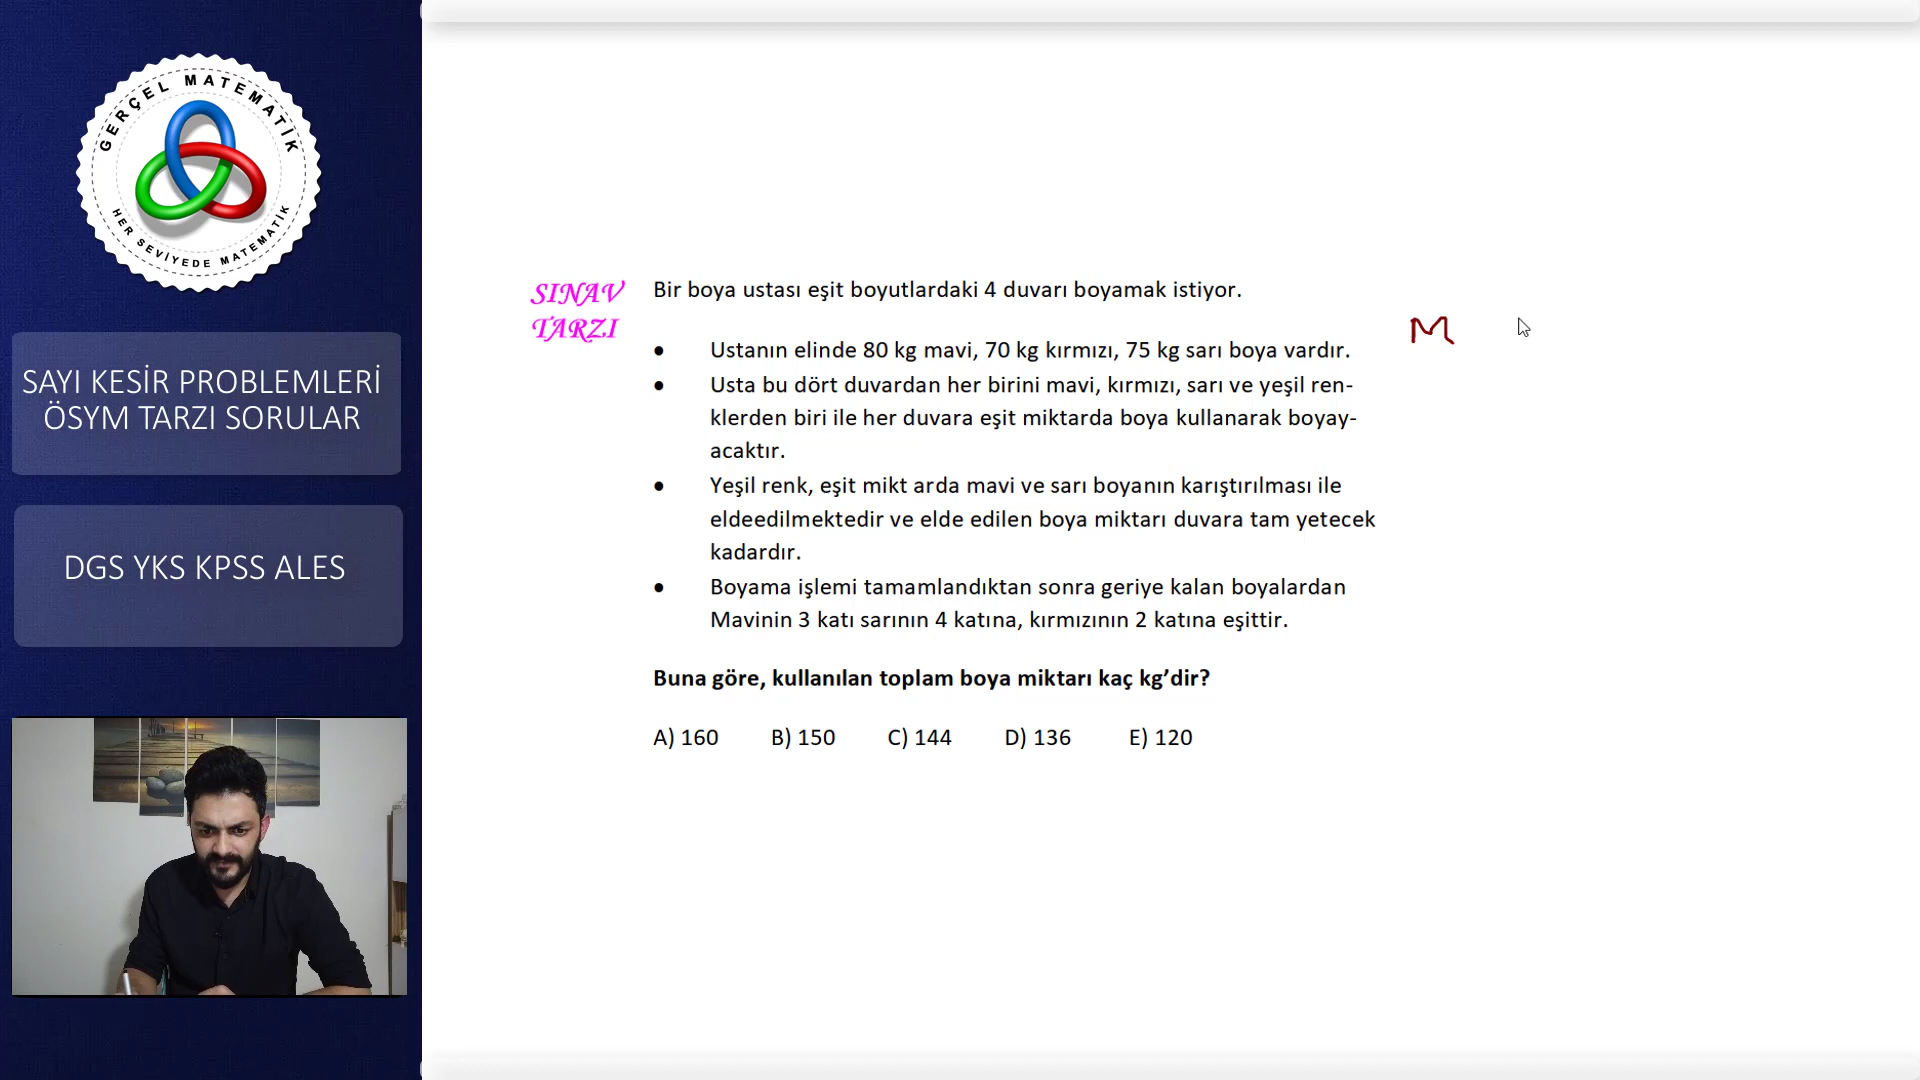 GERÇEL MATEMATİK
HER SEVİYEDE MATEMATİK
SAYI KESİR PROBLEMLERİ
ÖSYM TARZI SORULAR
DGS YKS KPSS ALES
SINAV
TARZI
Bir boya ustası eşit boyutlardaki 4 duvarı boyamak istiyor.
• Ustanın elinde 80 kg mavi, 70 kg kırmızı, 75 kg sarı boya vardır.
• Usta bu dört duvardan her birini mavi, kırmızı, sarı ve yeşil ren-
klerden biri ile her duvara eşit miktarda boya kullanarak boyay-
acaktır.
• Yeşil renk, eşit mikt arda mavi ve sarı boyanın karıştırılması ile
eldeedilmektedir ve elde edilen boya miktarı duvara tam yetecek
kadardır.
• Boyama işlemi tamamlandıktan sonra geriye kalan boyalardan
Mavinin 3 katı sarının 4 katına, kırmızının 2 katına eşittir.
Buna göre, kullanılan toplam boya miktarı kaç kg’dir?
A) 160 B) 150 C) 144 D) 136 E) 120
M